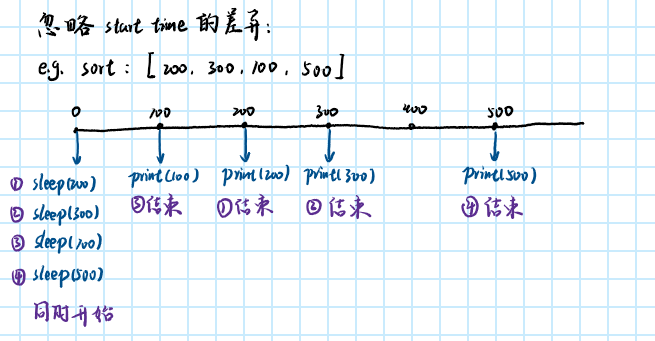 忽略 start time 的差异:
e.g. sort: [200, 300, 100, 500]
0 100 200 300 400 500
① sleep(200) print(100) print(200) print(300) print(500)
② sleep(300) ③结束 ①结束 ②结束 ④结束
③ sleep(100)
④ sleep(500)
同时开始